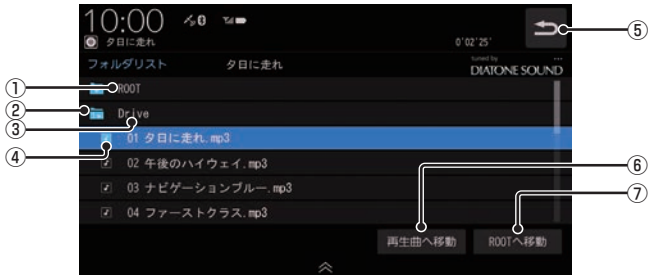 10:00
夕日に走れ
0'02'25"
フォルダリスト
夕日に走れ
tuned by
DIATONE SOUND
① ROOT
②
③ Drive
④ 01 夕日に走れ.mp3
02 午後のハイウェイ.mp3
03 ナビゲーションブルー.mp3
04 ファーストクラス.mp3
再生曲へ移動
ROOTへ移動
⑤
⑥
⑦